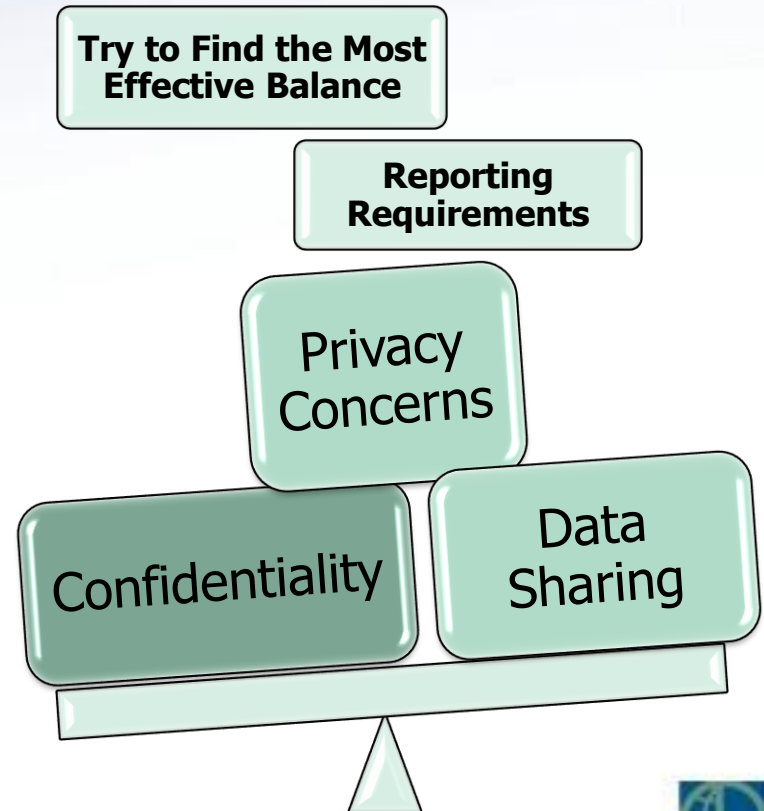 Try to Find the Most
Effective Balance
Reporting
Requirements
Privacy
Concerns
Confidentiality
Data
Sharing